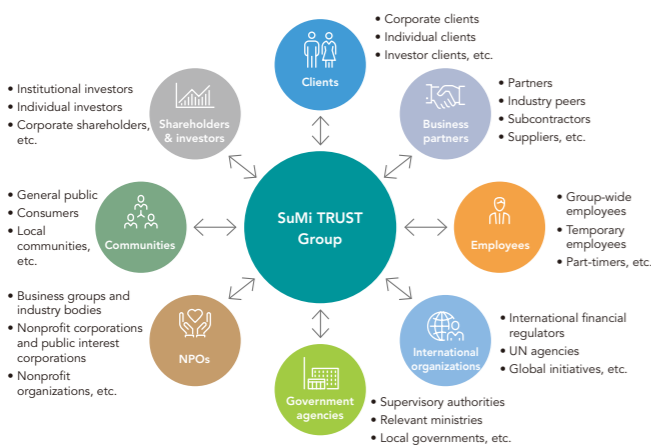 • Corporate clients
• Individual clients
• Investor clients, etc.
Clients
• Institutional investors
• Individual investors
• Corporate shareholders,
etc.
Shareholders
& investors
Business
partners
• Partners
• Industry peers
• Subcontractors
• Suppliers, etc.
• General public
• Consumers
• Local
communities,
etc.
Communities
SuMi TRUST
Group
Employees
• Group-wide
employees
• Temporary
employees
• Part-timers, etc.
• Business groups and
industry bodies
• Nonprofit corporations
and public interest
corporations
• Nonprofit
organizations, etc.
NPOs
International
organizations
• International financial
regulators
• UN agencies
• Global initiatives, etc.
Government
agencies
• Supervisory authorities
• Relevant ministries
• Local governments, etc.